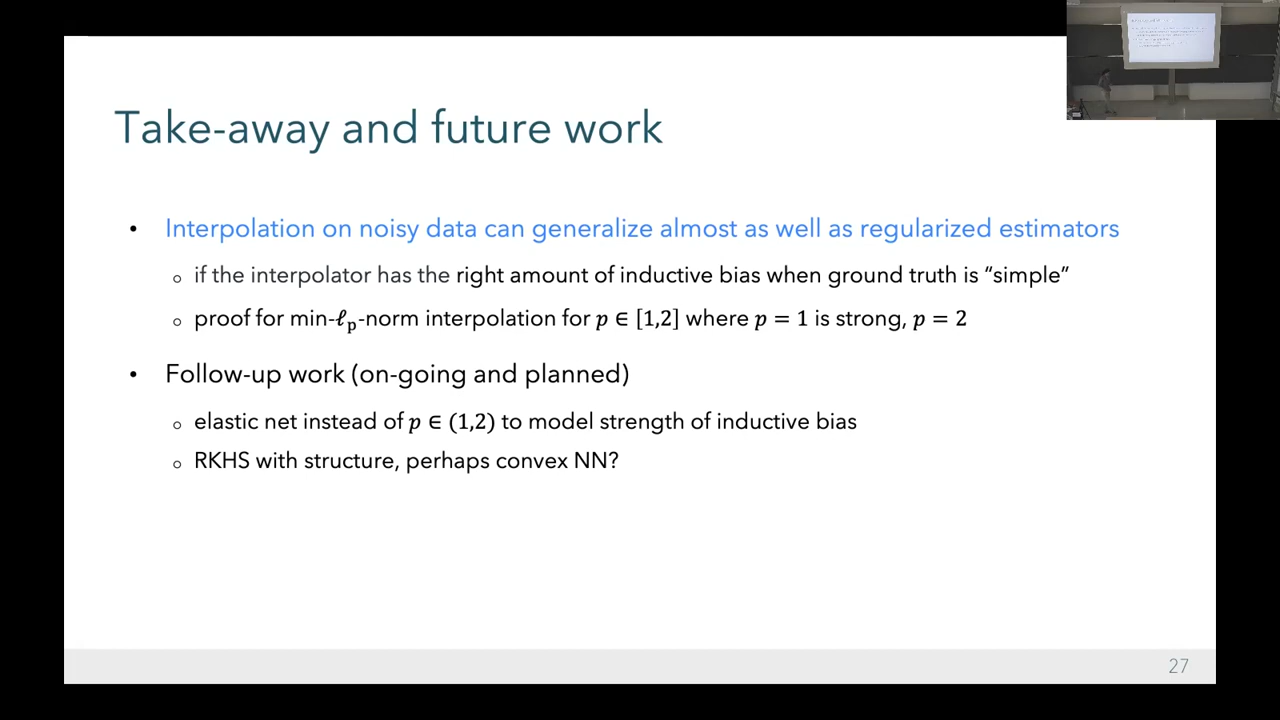 Take-away and future work
• Interpolation on noisy data can generalize almost as well as regularized estimators
○ if the interpolator has the right amount of inductive bias when ground truth is “simple”
○ proof for min-ℓₚ-norm interpolation for p ∈ [1,2] where p = 1 is strong, p = 2
• Follow-up work (on-going and planned)
○ elastic net instead of p ∈ (1,2) to model strength of inductive bias
○ RKHS with structure, perhaps convex NN?
27